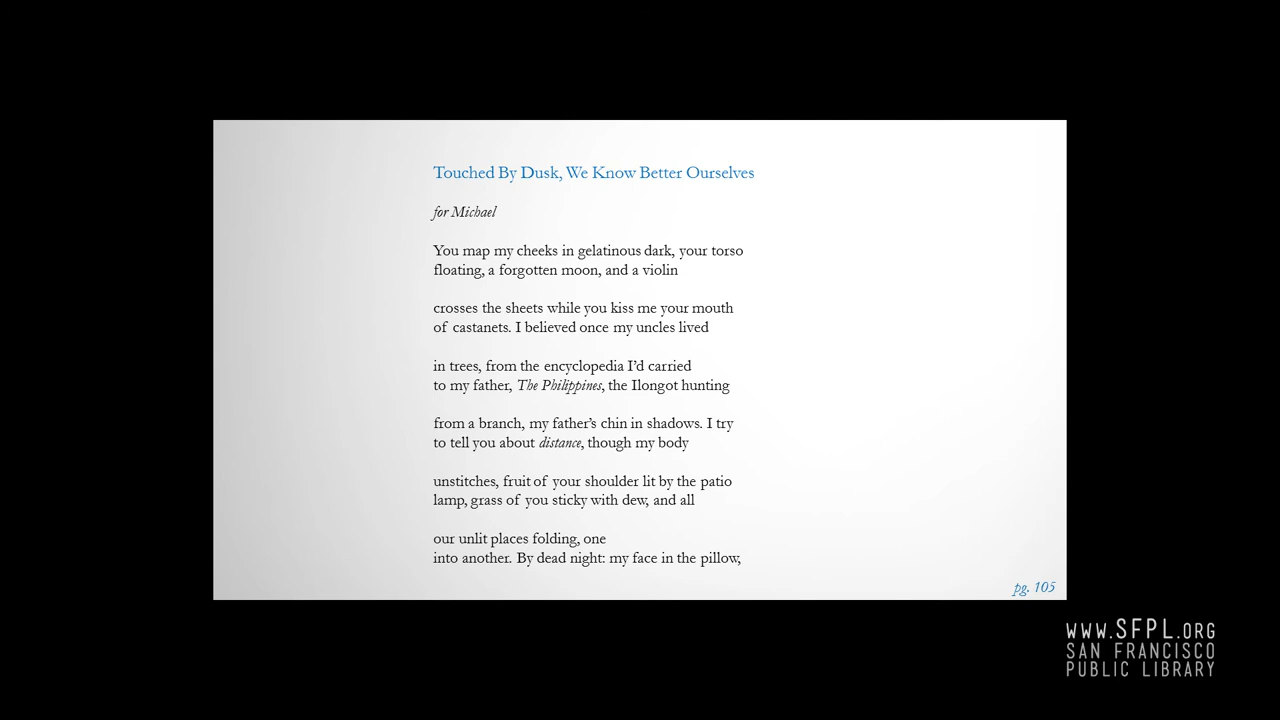 Touched By Dusk, We Know Better Ourselves
for Michael
You map my cheeks in gelatinous dark, your torso
floating, a forgotten moon, and a violin
crosses the sheets while you kiss me your mouth
of castanets. I believed once my uncles lived
in trees, from the encyclopedia I’d carried
to my father, The Philippines, the Ilongot hunting
from a branch, my father’s chin in shadows. I try
to tell you about distance, though my body
unstitches, fruit of your shoulder lit by the patio
lamp, grass of you sticky with dew, and all
our unlit places folding, one
into another. By dead night: my face in the pillow,
pg. 105
WWW.SFPL.ORG
SAN FRANCISCO
PUBLIC LIBRARY